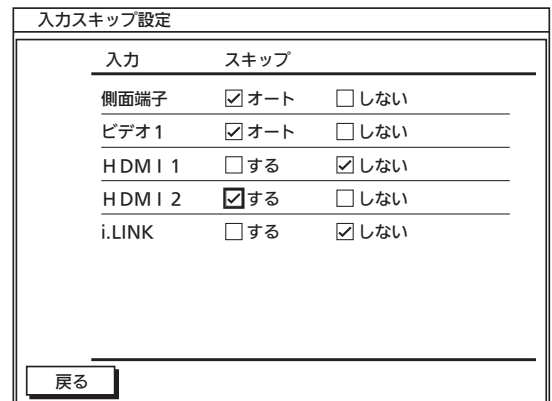 入力スキップ設定
入力 スキップ
側面端子 ☑オート □しない
ビデオ1 ☑オート □しない
HDMI1 □する ☑しない
HDMI2 ☑する □しない
i.LINK □する ☑しない
戻る